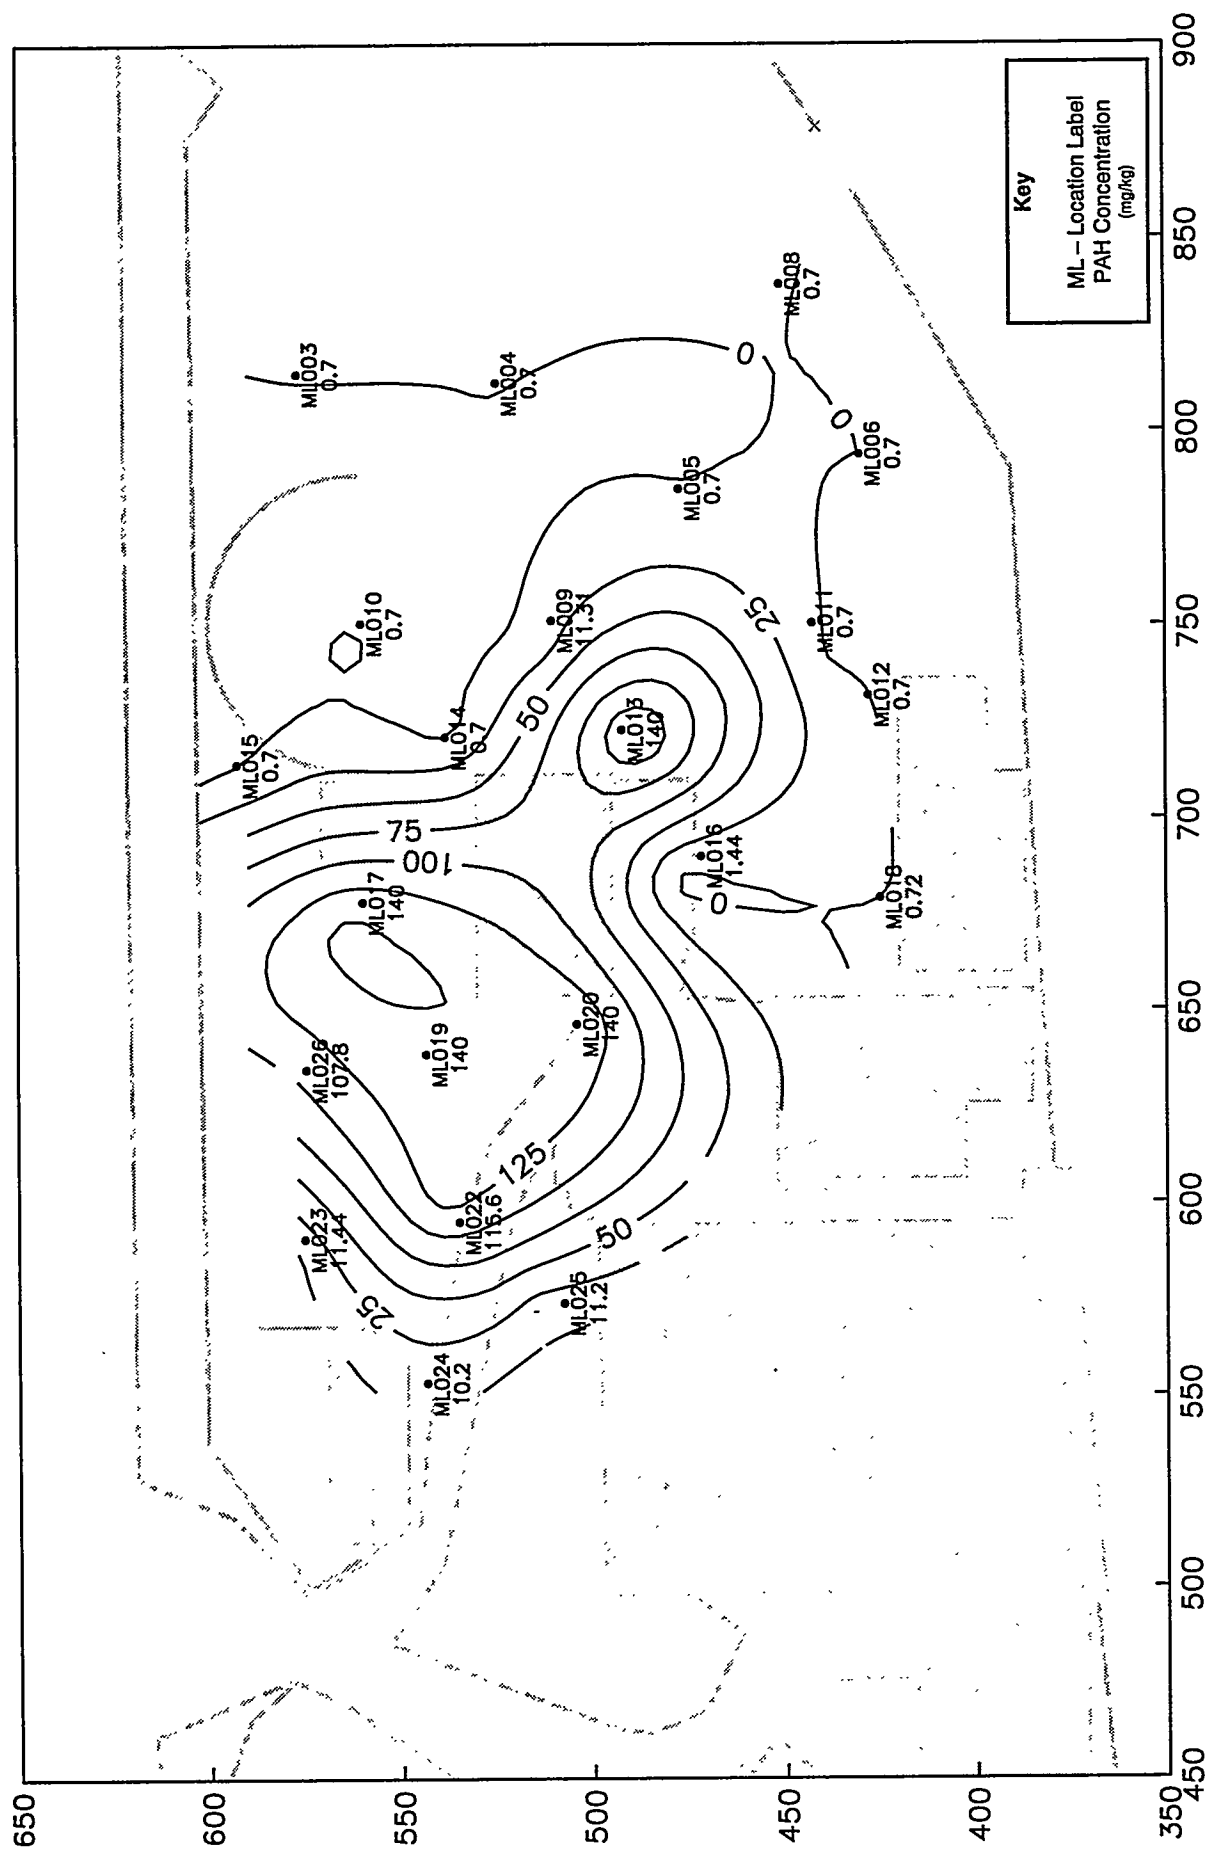 650
600
ML015
0.7
ML003
0.7
ML023
11.44
ML026
107.8
ML017
140
ML010
0.7
25
75
550
100
ML024
10.2
ML019
140
ML014
0.7
ML022
115.6
ML004
0.7
125
50
ML009
11.31
ML025
11.2
ML020
140
500
50
ML013
140
ML005
0.7
ML016
1.44
0
0
25
450
ML008
0.7
ML011
0.7
0
ML006
0.7
ML012
0.7
ML018
0.72
400
Key
ML – Location Label
PAH Concentration
(mg/kg)
350
450 500 550 600 650 700 750 800 850 900